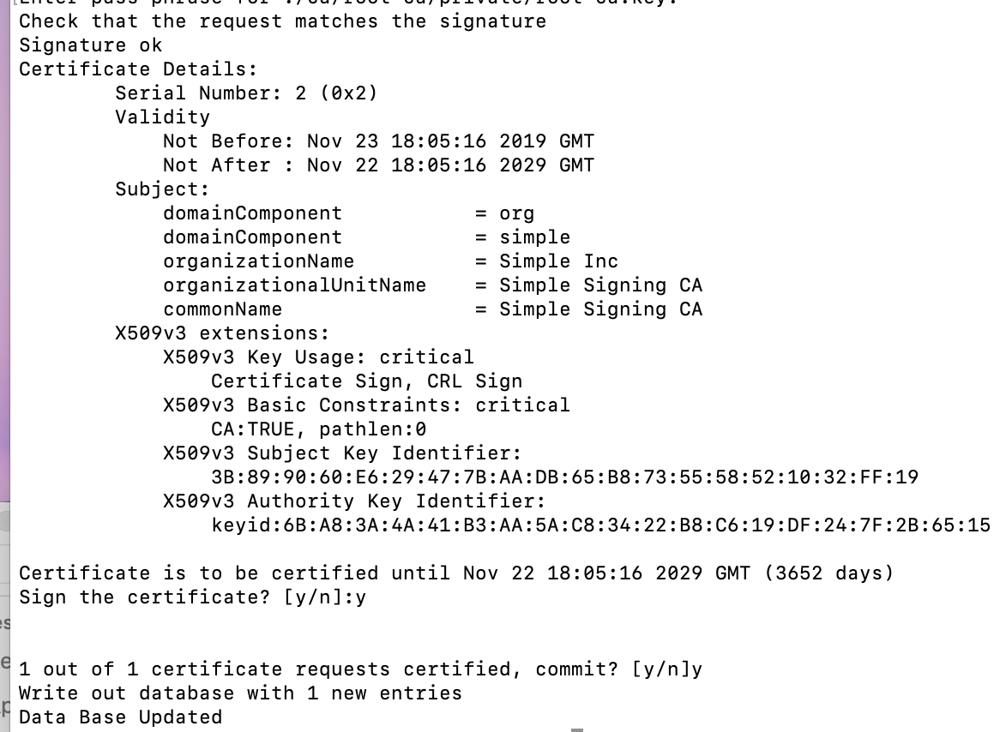 Check that the request matches the signature
Signature ok
Certificate Details:
Serial Number: 2 (0x2)
Validity
Not Before: Nov 23 18:05:16 2019 GMT
Not After : Nov 22 18:05:16 2029 GMT
Subject:
domainComponent = org
domainComponent = simple
organizationName = Simple Inc
organizationalUnitName = Simple Signing CA
commonName = Simple Signing CA
X509v3 extensions:
X509v3 Key Usage: critical
Certificate Sign, CRL Sign
X509v3 Basic Constraints: critical
CA:TRUE, pathlen:0
X509v3 Subject Key Identifier:
3B:89:90:60:E6:29:47:7B:AA:DB:65:B8:73:55:58:52:10:32:FF:19
X509v3 Authority Key Identifier:
keyid:6B:A8:3A:4A:41:B3:AA:5A:C8:34:22:B8:C6:19:DF:24:7F:2B:65:15
Certificate is to be certified until Nov 22 18:05:16 2029 GMT (3652 days)
Sign the certificate? [y/n]:y
1 out of 1 certificate requests certified, commit? [y/n]y
Write out database with 1 new entries
Data Base Updated